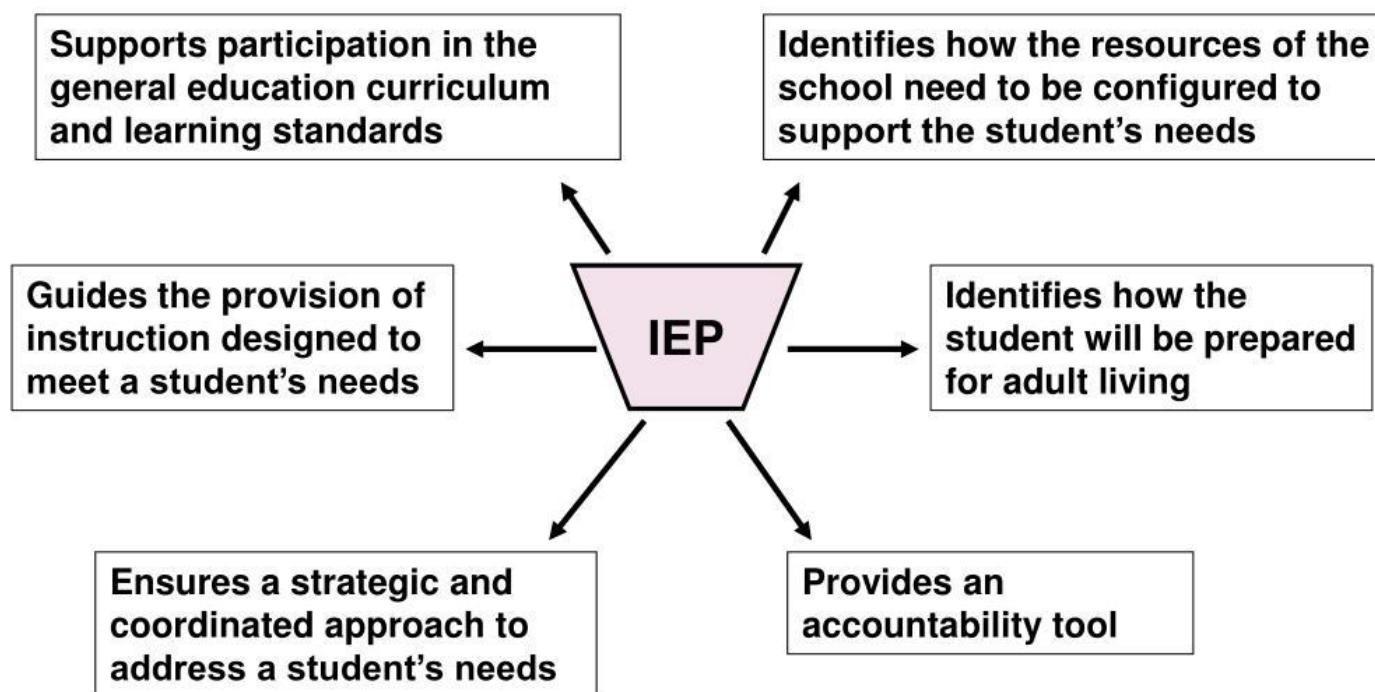 Supports participation in the
general education curriculum
and learning standards
Identifies how the resources of the
school need to be configured to
support the student’s needs
Guides the provision of
instruction designed to
meet a student’s needs
IEP
Identifies how the
student will be prepared
for adult living
Ensures a strategic and
coordinated approach to
address a student’s needs
Provides an
accountability tool